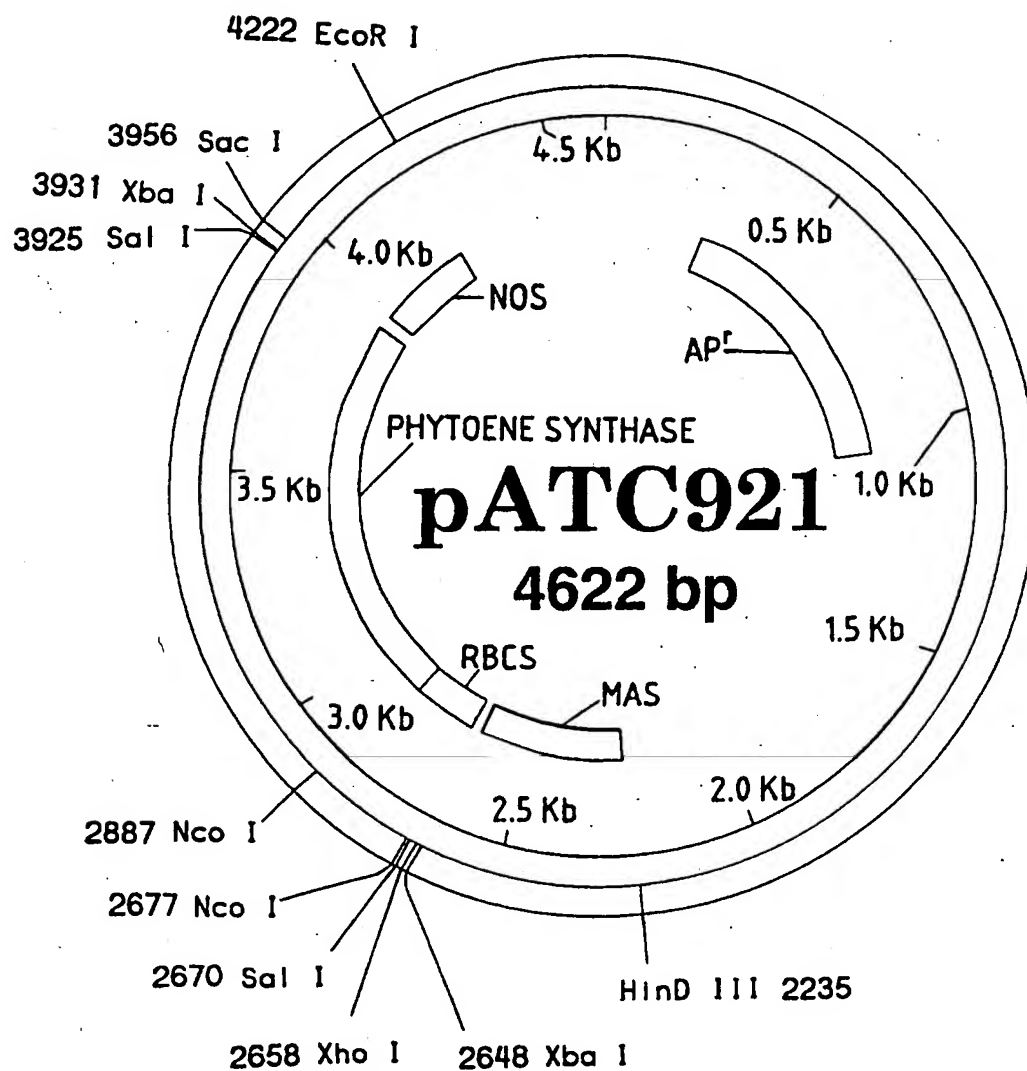 4222 EcoR I
3956 Sac I
3931 Xba I
3925 Sal I
4.5 Kb
0.5 Kb
4.0 Kb
NOS
APr
PHYTOENE SYNTHASE
3.5 Kb
1.0 Kb
pATC921
4622 bp
1.5 Kb
RBCS
MAS
3.0 Kb
2.5 Kb
2.0 Kb
2887 Nco I
2677 Nco I
2670 Sal I
HinD III 2235
2658 Xho I
2648 Xba I